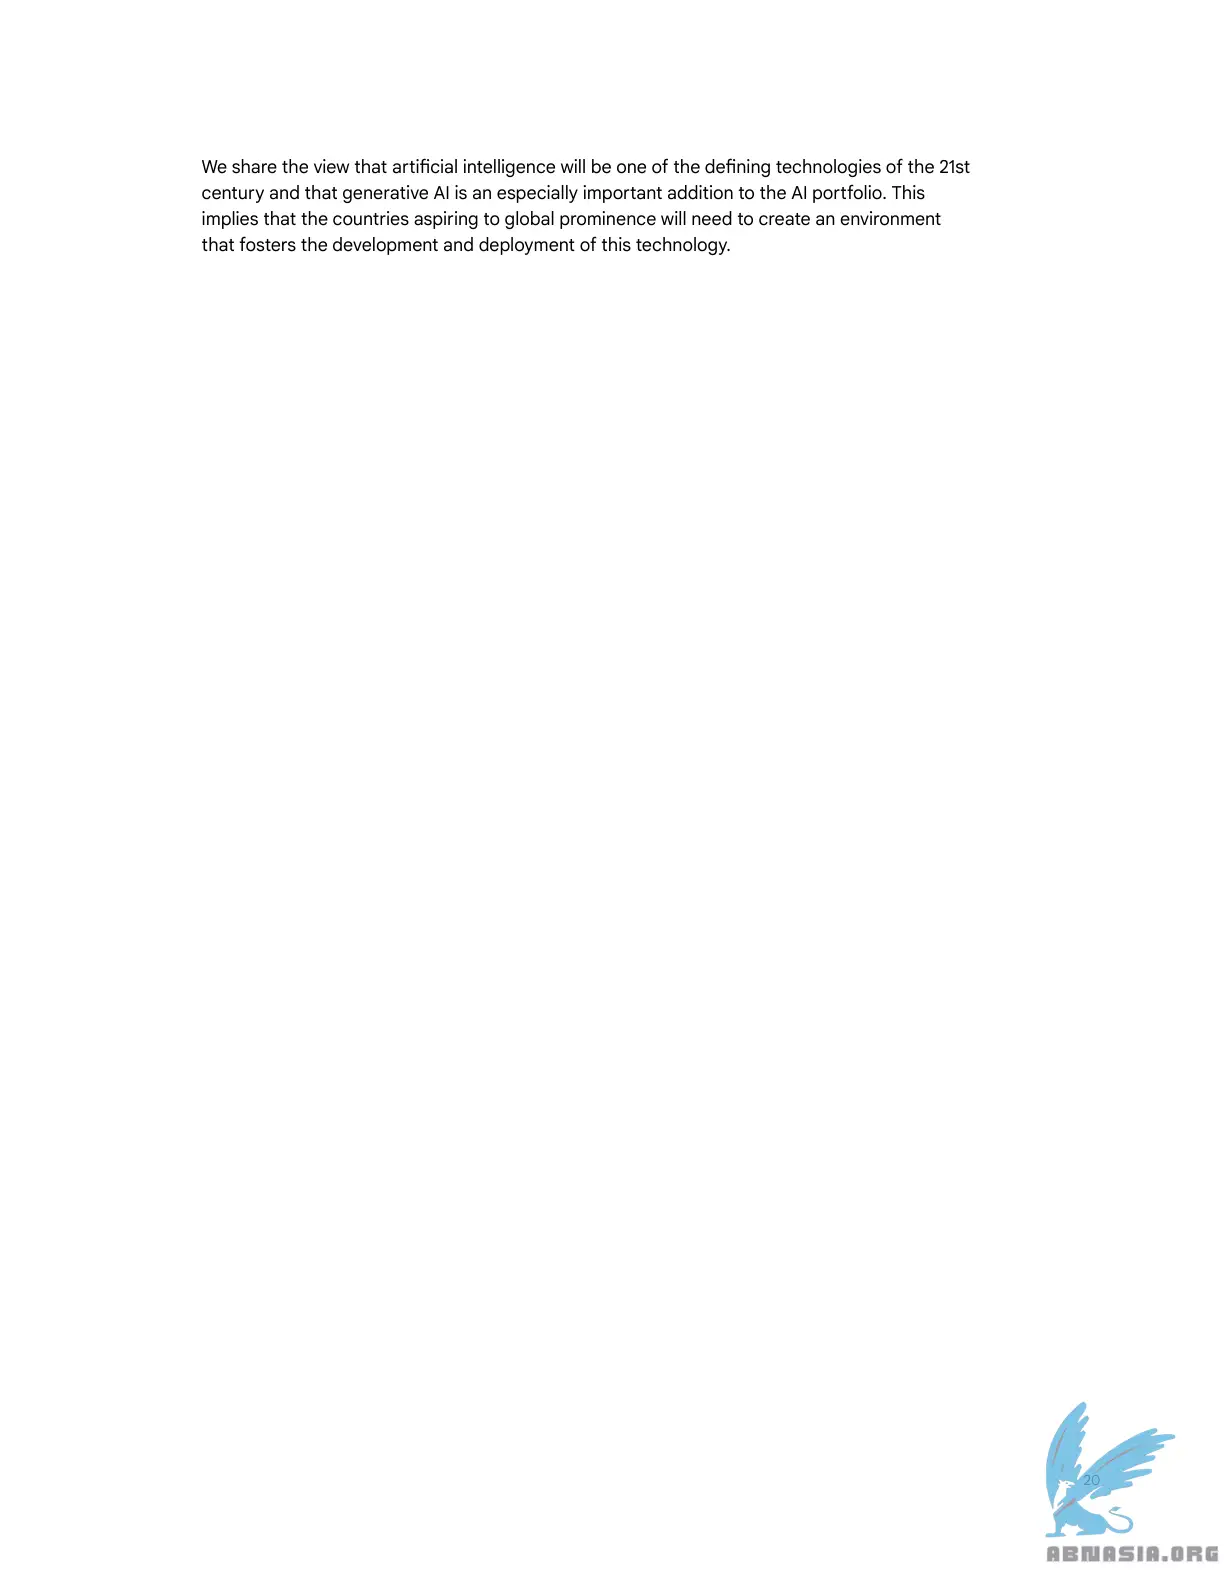 We share the view that artificial intelligence will be one of the defining technologies of the 21st
century and that generative AI is an especially important addition to the AI portfolio. This
implies that the countries aspiring to global prominence will need to create an environment
that fosters the development and deployment of this technology.
20
ABNASIA.ORG